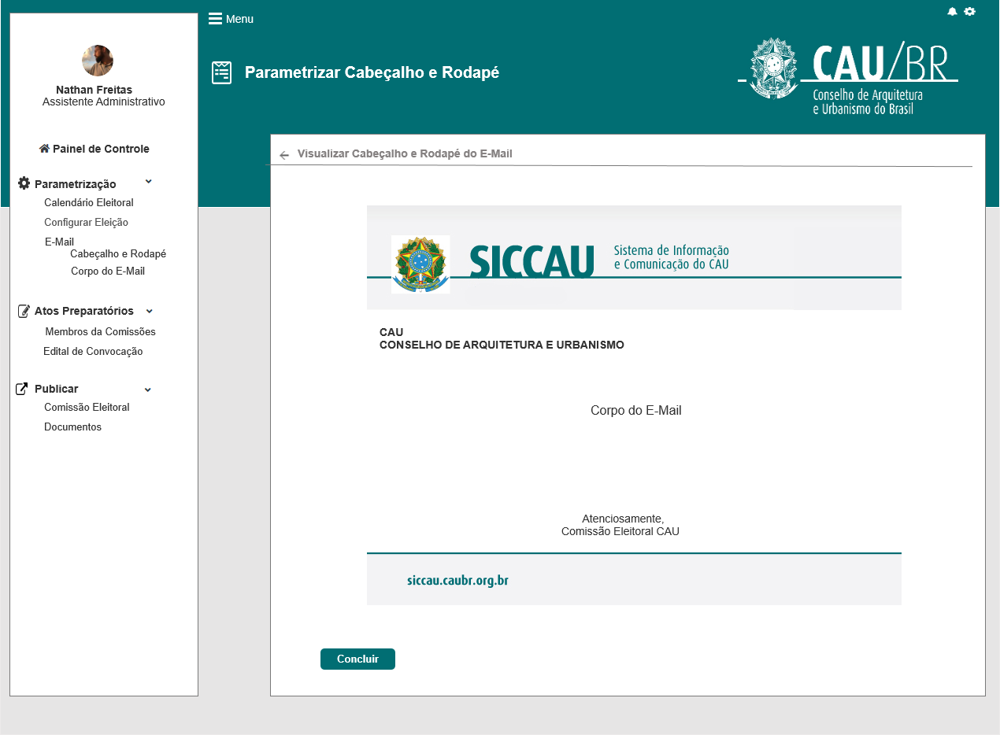 Menu
Nathan Freitas
Assistente Administrativo
Painel de Controle
Parametrização
Calendário Eleitoral
Configurar Eleição
E-Mail
Cabeçalho e Rodapé
Corpo do E-Mail
Atos Preparatórios
Membros da Comissões
Edital de Convocação
Publicar
Comissão Eleitoral
Documentos
Parametrizar Cabeçalho e Rodapé
CAU/BR
Conselho de Arquitetura
e Urbanismo do Brasil
Visualizar Cabeçalho e Rodapé do E-Mail
SICCAU
Sistema de Informação
e Comunicação do CAU
CAU
CONSELHO DE ARQUITETURA E URBANISMO
Corpo do E-Mail
Atenciosamente,
Comissão Eleitoral CAU
siccau.caubr.org.br
Concluir